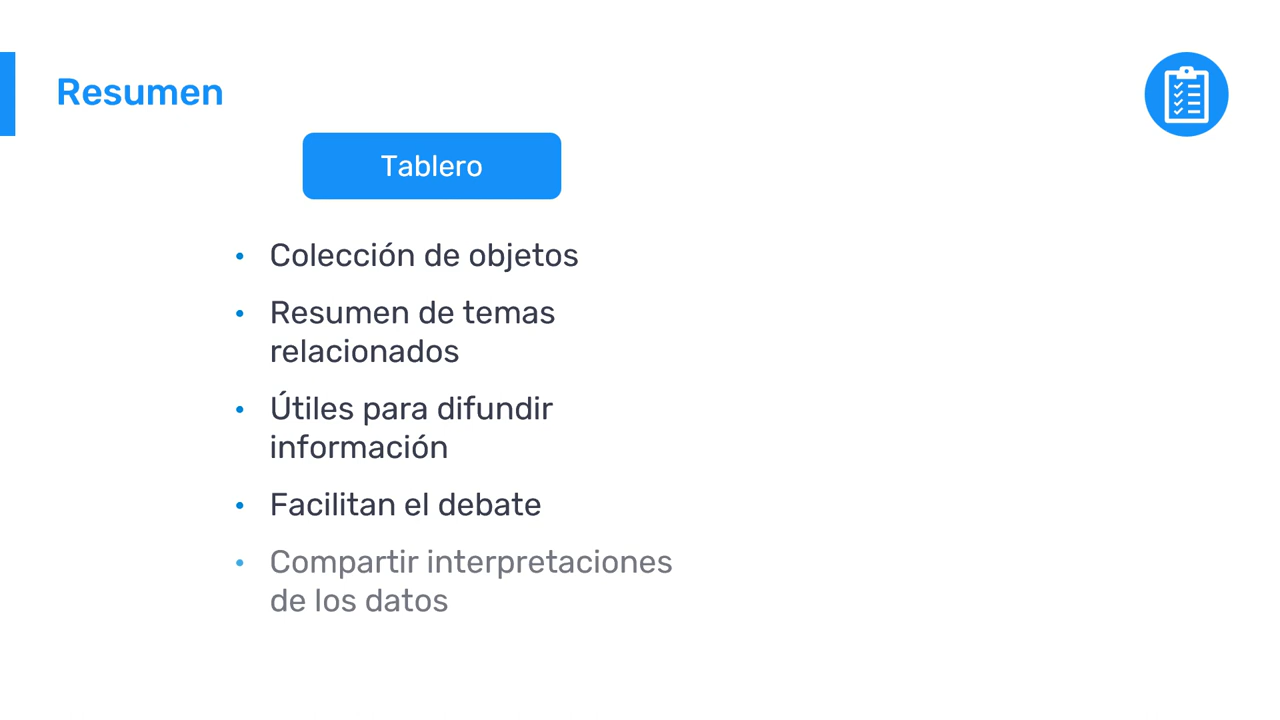 Resumen
Tablero
• Colección de objetos
• Resumen de temas
relacionados
• Útiles para difundir
información
• Facilitan el debate
• Compartir interpretaciones
de los datos